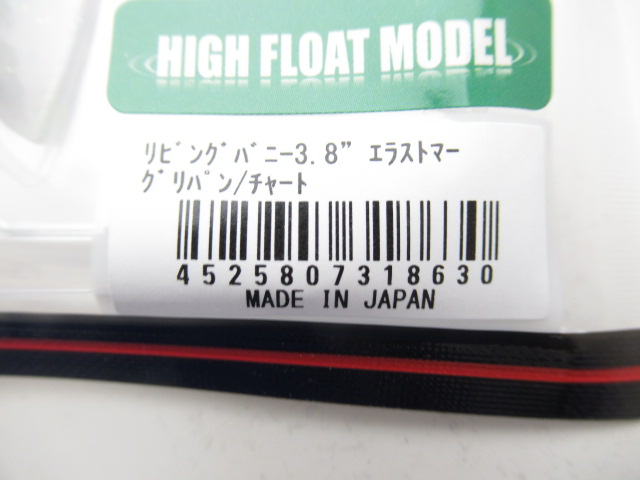 HIGH FLOAT MODEL
ﾘﾋﾞﾝｸﾞﾊﾞﾆｰ3.8” ｴﾗｽﾄﾏｰ
ｸﾞﾘﾊﾟﾝ/ﾁｬｰﾄ
4525807318630
MADE IN JAPAN